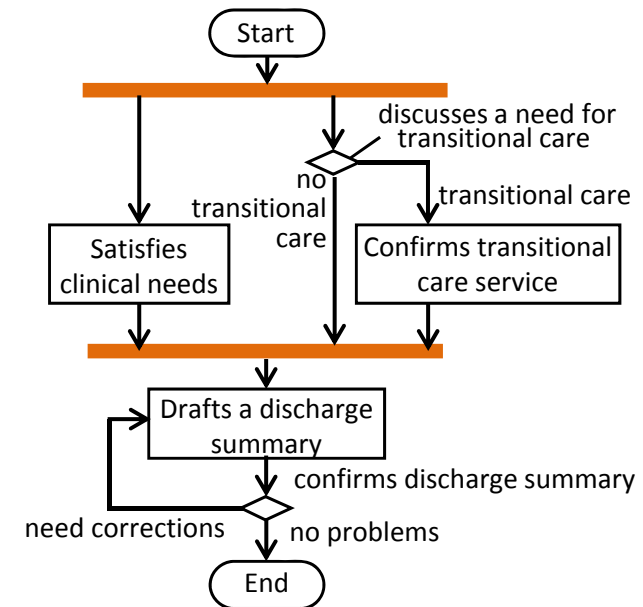 Start
discusses a need for
transitional care
no
transitional
care
transitional care
Satisfies
clinical needs
Confirms transitional
care service
Drafts a discharge
summary
confirms discharge summary
need corrections
no problems
End